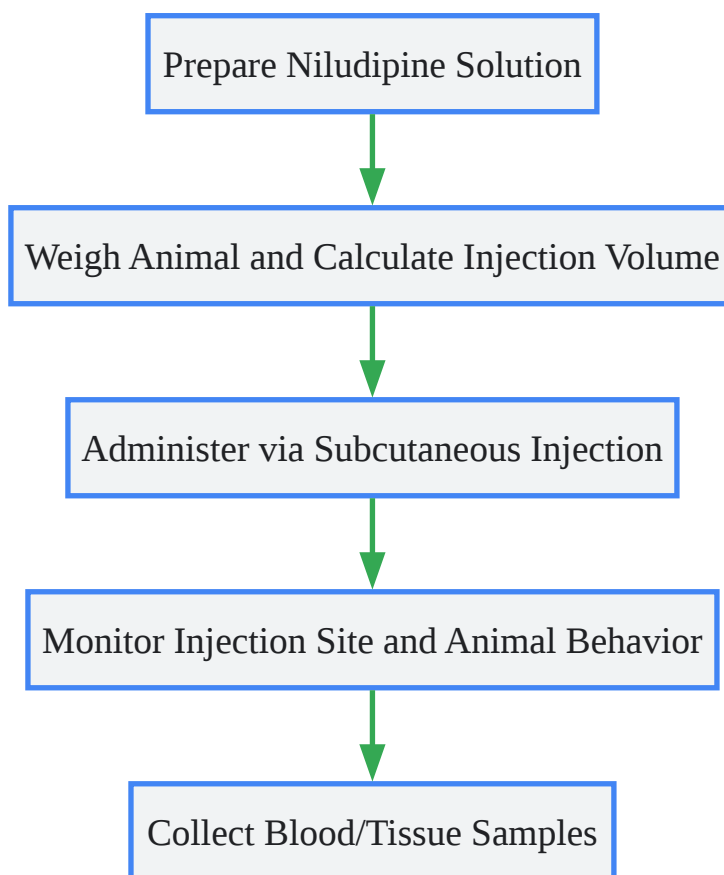 Prepare Niludipine Solution
Weigh Animal and Calculate Injection Volume
Administer via Subcutaneous Injection
Monitor Injection Site and Animal Behavior
Collect Blood/Tissue Samples